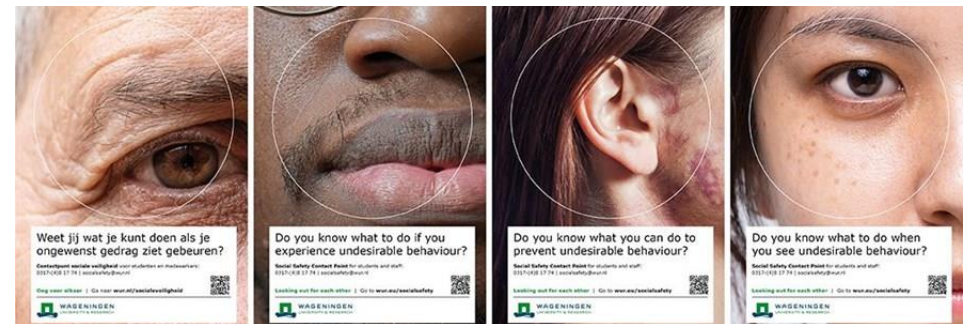 Weet jij wat je kunt doen als je
ongewenst gedrag ziet gebeuren?
Contactpunt sociale veiligheid voor studenten en medewerkers:
0317-(4)8 17 74 | socialsafety@wur.nl
Oog voor elkaar | Ga naar wur.nl/socialeveiligheid
WAGENINGEN
UNIVERSITY & RESEARCH
Do you know what to do if you
experience undesirable behaviour?
Social Safety Contact Point for students and staff:
0317-(4)8 17 74 | socialsafety@wur.nl
Looking out for each other | Go to wur.eu/socialsafety
WAGENINGEN
UNIVERSITY & RESEARCH
Do you know what you can do to
prevent undesirable behaviour?
Social Safety Contact Point for students and staff:
0317-(4)8 17 74 | socialsafety@wur.nl
Looking out for each other | Go to wur.eu/socialsafety
WAGENINGEN
UNIVERSITY & RESEARCH
Do you know what to do when
you see undesirable behaviour?
Social Safety Contact Point for students and staff:
0317-(4)8 17 74 | socialsafety@wur.nl
Looking out for each other | Go to wur.eu/socialsafety
WAGENINGEN
UNIVERSITY & RESEARCH